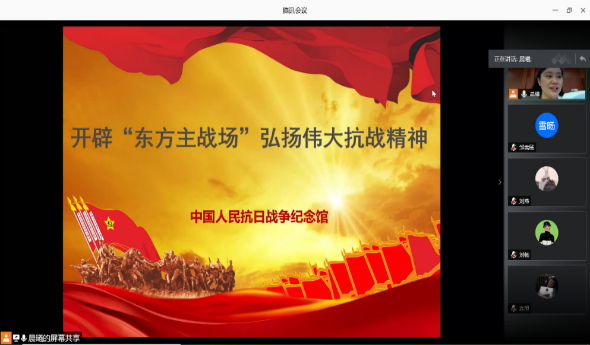 腾讯会议
正在讲话: 晨曦
开辟“东方主战场”弘扬伟大抗战精神
中国人民抗日战争纪念馆
雪旸
晨曦的屏幕共享